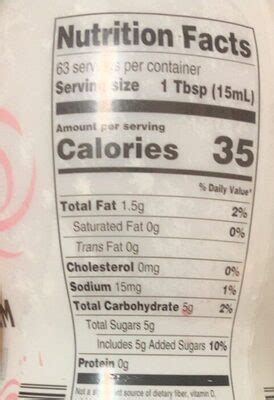 Nutrition Facts
63 servings per container
Serving size 1 Tbsp (15mL)
Amount per serving
Calories 35
% Daily Value*
Total Fat 1.5g 2%
Saturated Fat 0g 0%
Trans Fat 0g
Cholesterol 0mg 0%
Sodium 15mg 1%
Total Carbohydrate 5g 2%
Total Sugars 5g
Includes 5g Added Sugars 10%
Protein 0g
Not a source of dietary fiber, vitamin D,